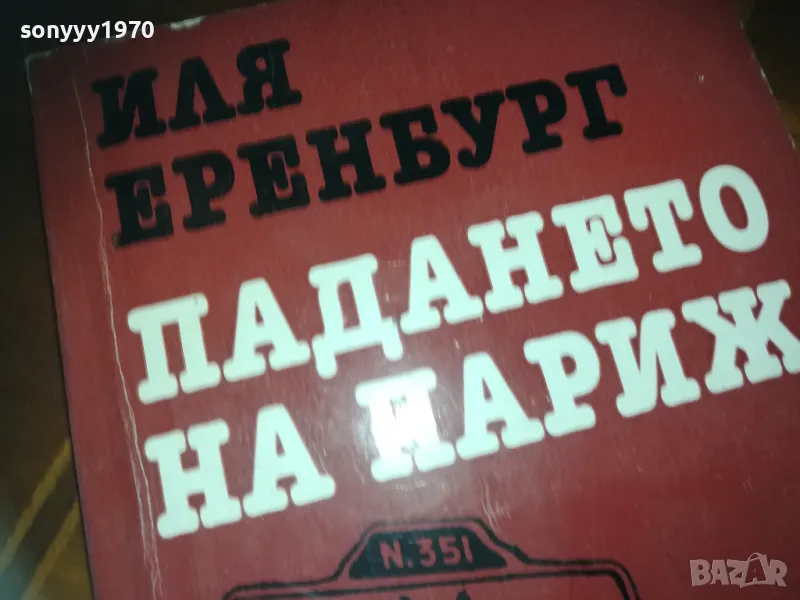 sonyyy1970
ИЛЯ
ЕРЕНБУРГ
ПАДАНЕТО
НА ПАРИЖ
N.351
BAZAR